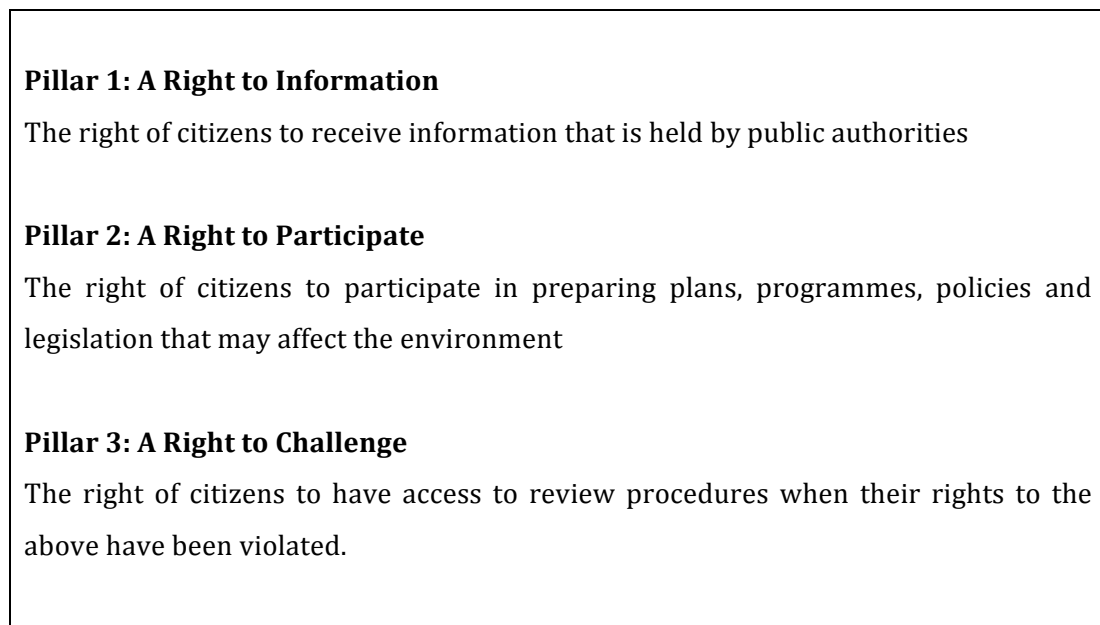 Pillar 1: A Right to Information
The right of citizens to receive information that is held by public authorities
Pillar 2: A Right to Participate
The right of citizens to participate in preparing plans, programmes, policies and
legislation that may affect the environment
Pillar 3: A Right to Challenge
The right of citizens to have access to review procedures when their rights to the
above have been violated.